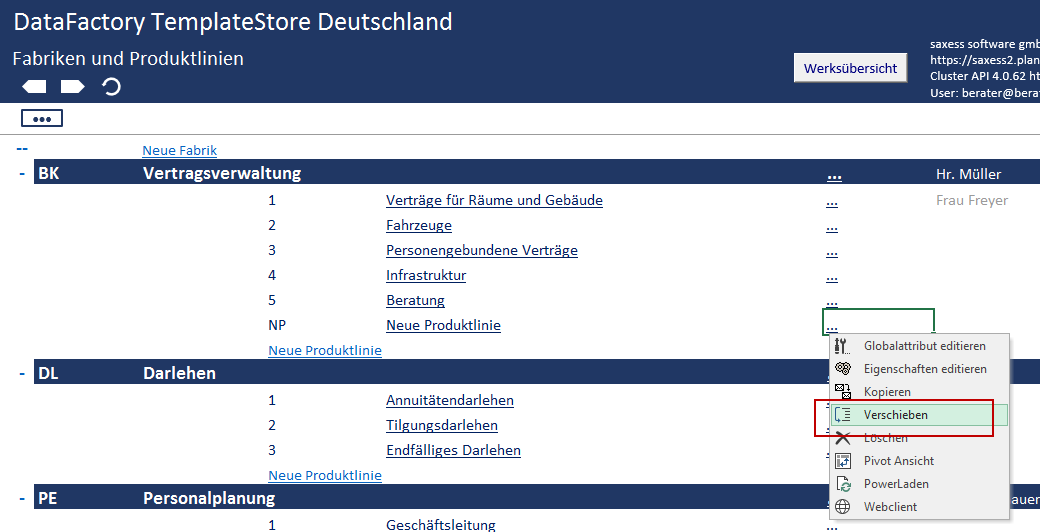 DataFactory TemplateStore Deutschland
Fabriken und Produktlinien
Werksübersicht
saxess software gmb
https://saxess2.plan
Cluster API 4.0.62 ht
User: berater@berat
•••
-- Neue Fabrik
- BK Vertragsverwaltung ... Hr. Müller
1 Verträge für Räume und Gebäude ... Frau Freyer
2 Fahrzeuge ...
3 Personengebundene Verträge ...
4 Infrastruktur ...
5 Beratung ...
NP Neue Produktlinie ...
Neue Produktlinie
- DL Darlehen
1 Annuitätendarlehen
2 Tilgungsdarlehen
3 Endfälliges Darlehen
Neue Produktlinie
- PE Personalplanung auer
1 Geschäftsleitung ...
Globalattribut editieren
Eigenschaften editieren
Kopieren
Verschieben
Löschen
Pivot Ansicht
PowerLaden
Webclient